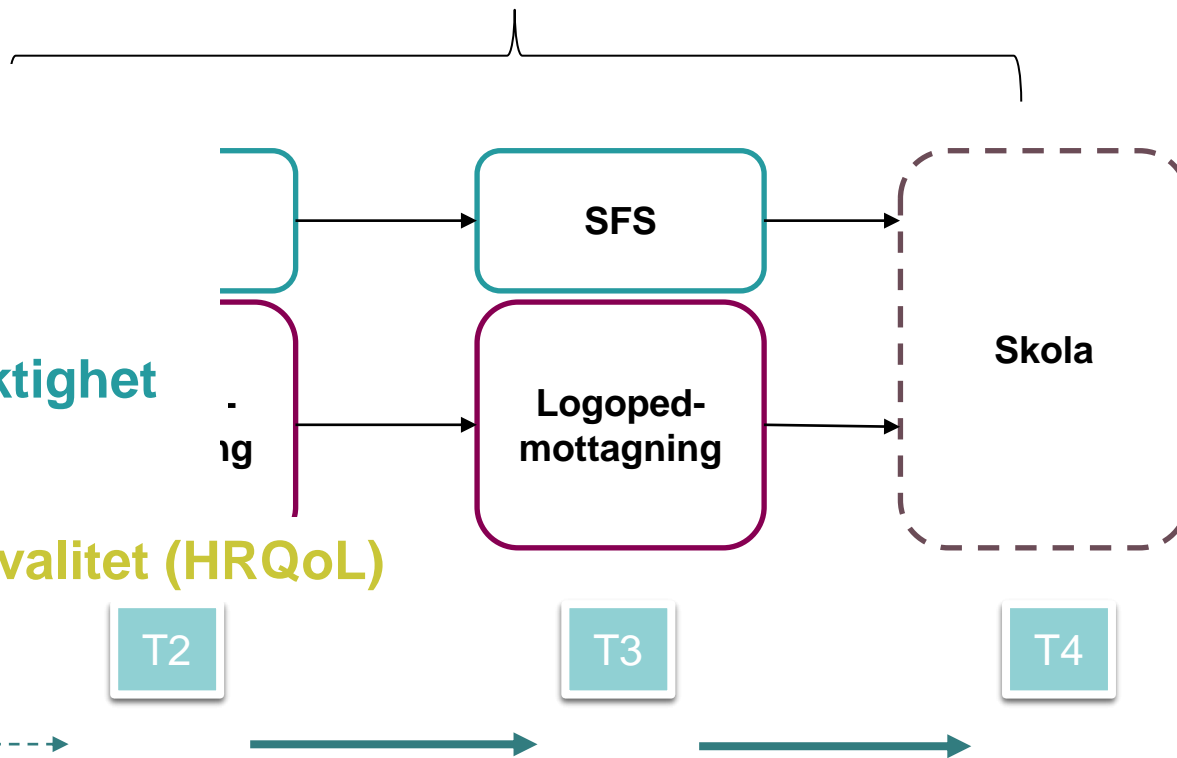 SFS
Skola
ktighet
-
ng
Logoped-
mottagning
valitet (HRQoL)
T2
T3
T4